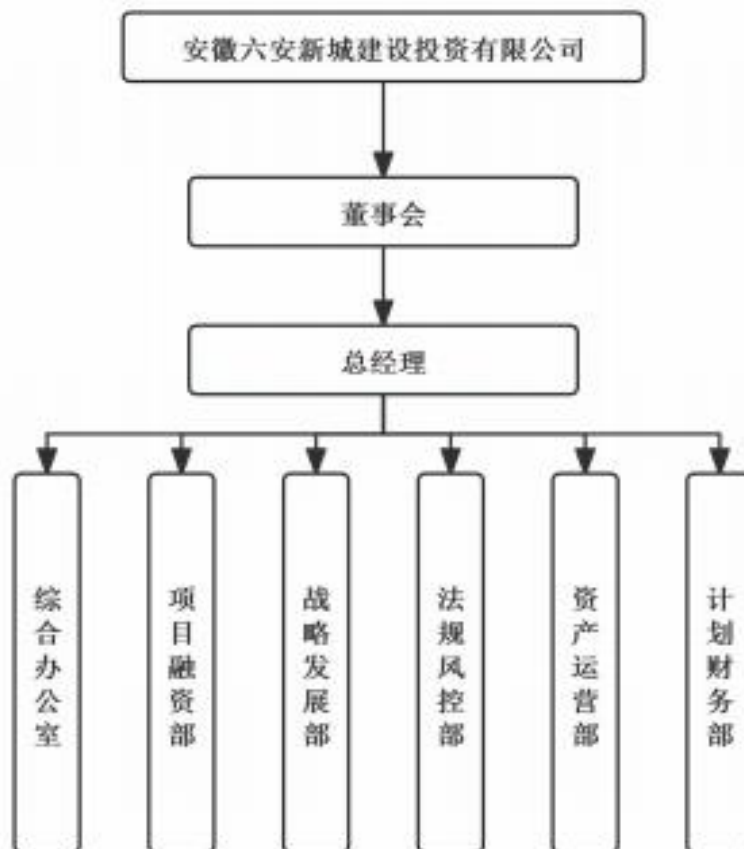 安徽六安新城建设投资有限公司
董事会
总经理
综合办公室
项目融资部
战略发展部
法规风控部
资产运营部
计划财务部